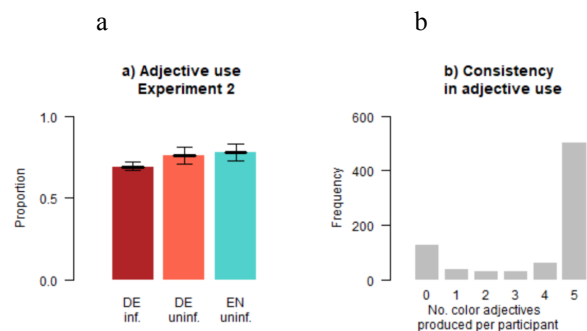 a
b
a) Adjective use
Experiment 2
b) Consistency
in adjective use
Proportion
1.0
0.5
0.0
DE
inf.
DE
uninf.
EN
uninf.
Frequency
600
400
200
0
0 1 2 3 4 5
No. color adjectives
produced per participant